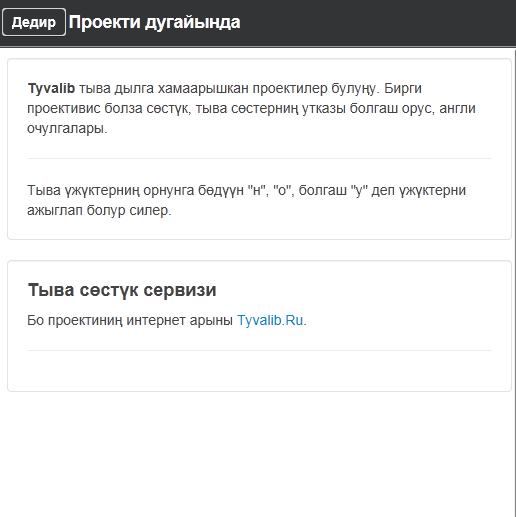 Дедир Проекти дугайында
Tyvalib тыва дылга хамаарышкан проектилер булуңу. Бирги
проективис болза сөстүк, тыва сөстерниң утказы болгаш орус, англи
очулгалары.
Тыва үжүктерниң орнунга бөдүүн "н", "о", болгаш "у" деп үжүктерни
ажыглап болур силер.
Тыва сөстүк сервизи
Бо проектиниң интернет арыны Tyvalib.Ru.